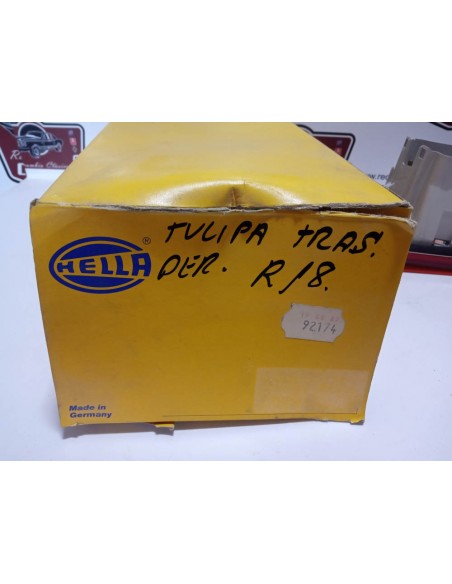 HELLA
®
TULIPA TRAS.
DER. R/8.
92174
Made in
Germany